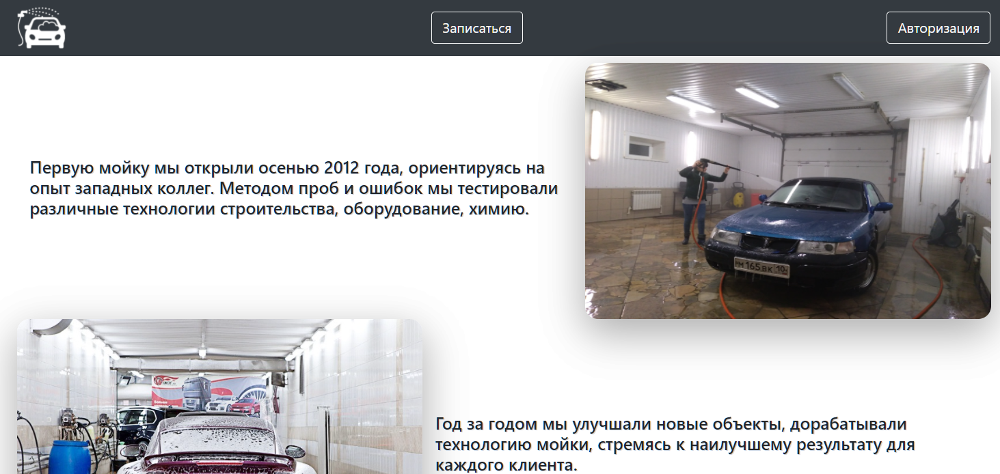 Записаться
Авторизация
Первую мойку мы открыли осенью 2012 года, ориентируясь на
опыт западных коллег. Методом проб и ошибок мы тестировали
различные технологии строительства, оборудование, химию.
м165вк 10
Год за годом мы улучшали новые объекты, дорабатывали
технологию мойки, стремясь к наилучшему результату для
каждого клиента.